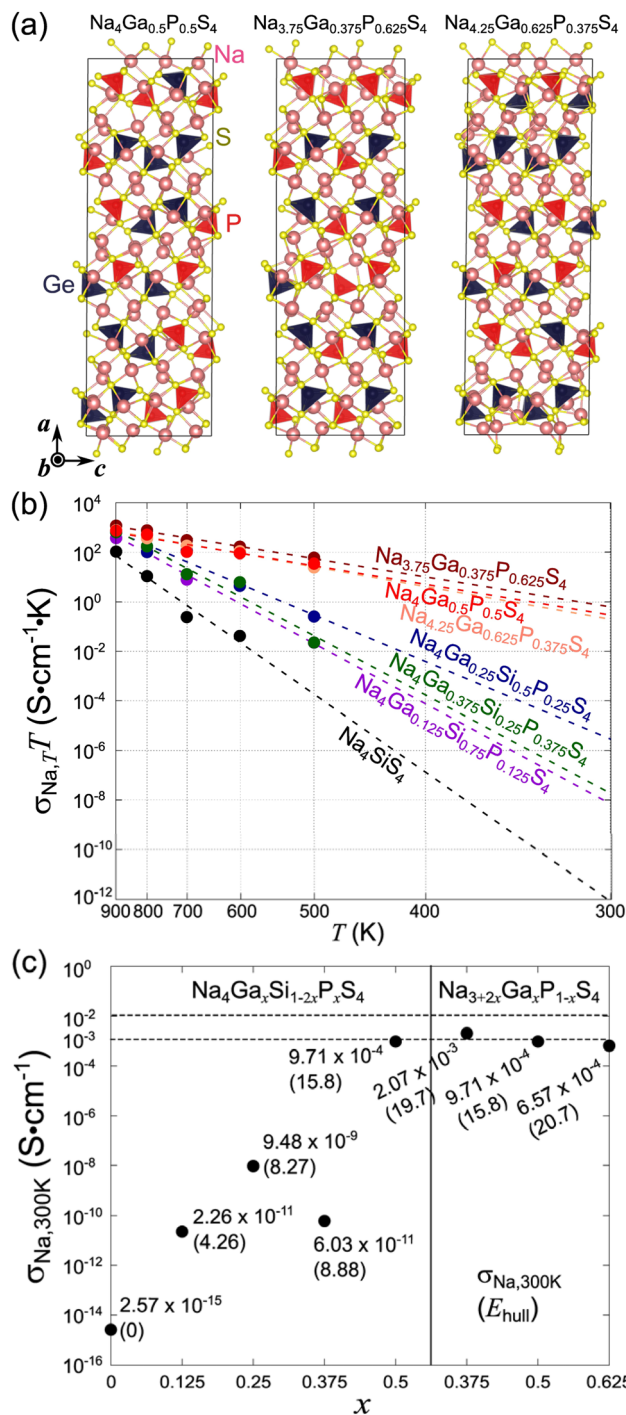 (a)
Na₄Ga₀.₅P₀.₅S₄ Na₃.₇₅Ga₀.₃₇₅P₀.₆₂₅S₄ Na₄.₂₅Ga₀.₆₂₅P₀.₃₇₅S₄
Na
S
P
Ge
a
b c
(b)
σNa,TT (S•cm⁻¹•K)
10⁴
10²
10⁰
10⁻²
10⁻⁴
10⁻⁶
10⁻⁸
10⁻¹⁰
10⁻¹²
Na₃.₇₅Ga₀.₃₇₅P₀.₆₂₅S₄
Na₄Ga₀.₅P₀.₅S₄
Na₄.₂₅Ga₀.₆₂₅P₀.₃₇₅S₄
Na₄Ga₀.₂₅Si₀.₅P₀.₂₅S₄
Na₄Ga₀.₃₇₅Si₀.₂₅P₀.₃₇₅S₄
Na₄Ga₀.₁₂₅Si₀.₇₅P₀.₁₂₅S₄
Na₄SiS₄
900 800 700 600 500 400 300
T (K)
(c)
σNa,300K (S•cm⁻¹)
10⁰
10⁻²
10⁻³
10⁻⁴
10⁻⁶
10⁻⁸
10⁻¹⁰
10⁻¹²
10⁻¹⁴
10⁻¹⁶
Na₄GaₓSi₁₋₂ₓPₓS₄ Na₃₊₂ₓGaₓP₁₋ₓS₄
9.71 x 10⁻⁴
(15.8)
2.07 x 10⁻³
(19.7)
9.71 x 10⁻⁴
(15.8)
6.57 x 10⁻⁴
(20.7)
9.48 x 10⁻⁹
(8.27)
2.26 x 10⁻¹¹
(4.26)
6.03 x 10⁻¹¹
(8.88)
2.57 x 10⁻¹⁵
(0)
σNa,300K
(Ehull)
0 0.125 0.25 0.375 0.5 0.375 0.5 0.625
x